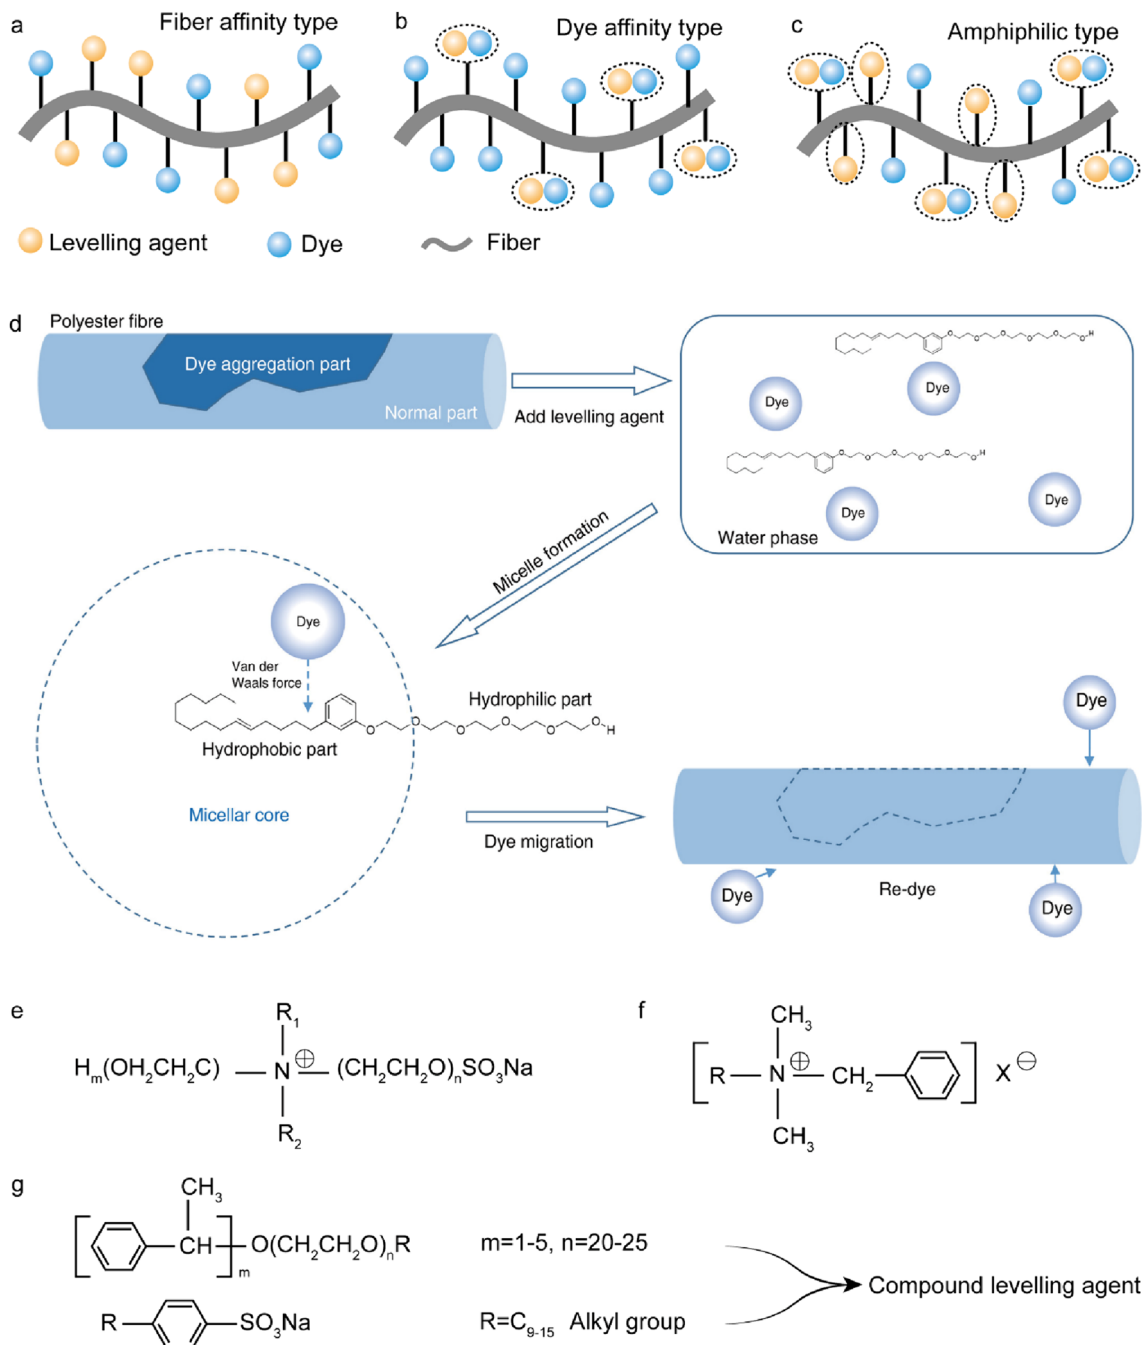 a
Fiber affinity type
b
Dye affinity type
c
Amphiphilic type
Levelling agent
Dye
Fiber
d
Polyester fibre
Dye aggregation part
Normal part
Add levelling agent
O
O
O
O
O
OH
Dye
Dye
O
O
O
O
O
OH
Dye
Dye
Water phase
Micelle formation
Dye
Van der
Waals force
Hydrophilic part
O
O
O
O
O
O-H
Hydrophobic part
Micellar core
Dye migration
Dye
Dye
Dye
Re-dye
e
R₁
Hₘ(OH₂CH₂C) — N ⊕ — (CH₂CH₂O)ₙSO₃Na
R₂
f
CH₃
[R — N ⊕ — CH₂ — ] X ⊖
CH₃
g
CH₃
[ — CH]ₘ — O(CH₂CH₂O)ₙR
m=1-5, n=20-25
Compound levelling agent
R — SO₃Na
R=C₉₋₁₅ Alkyl group